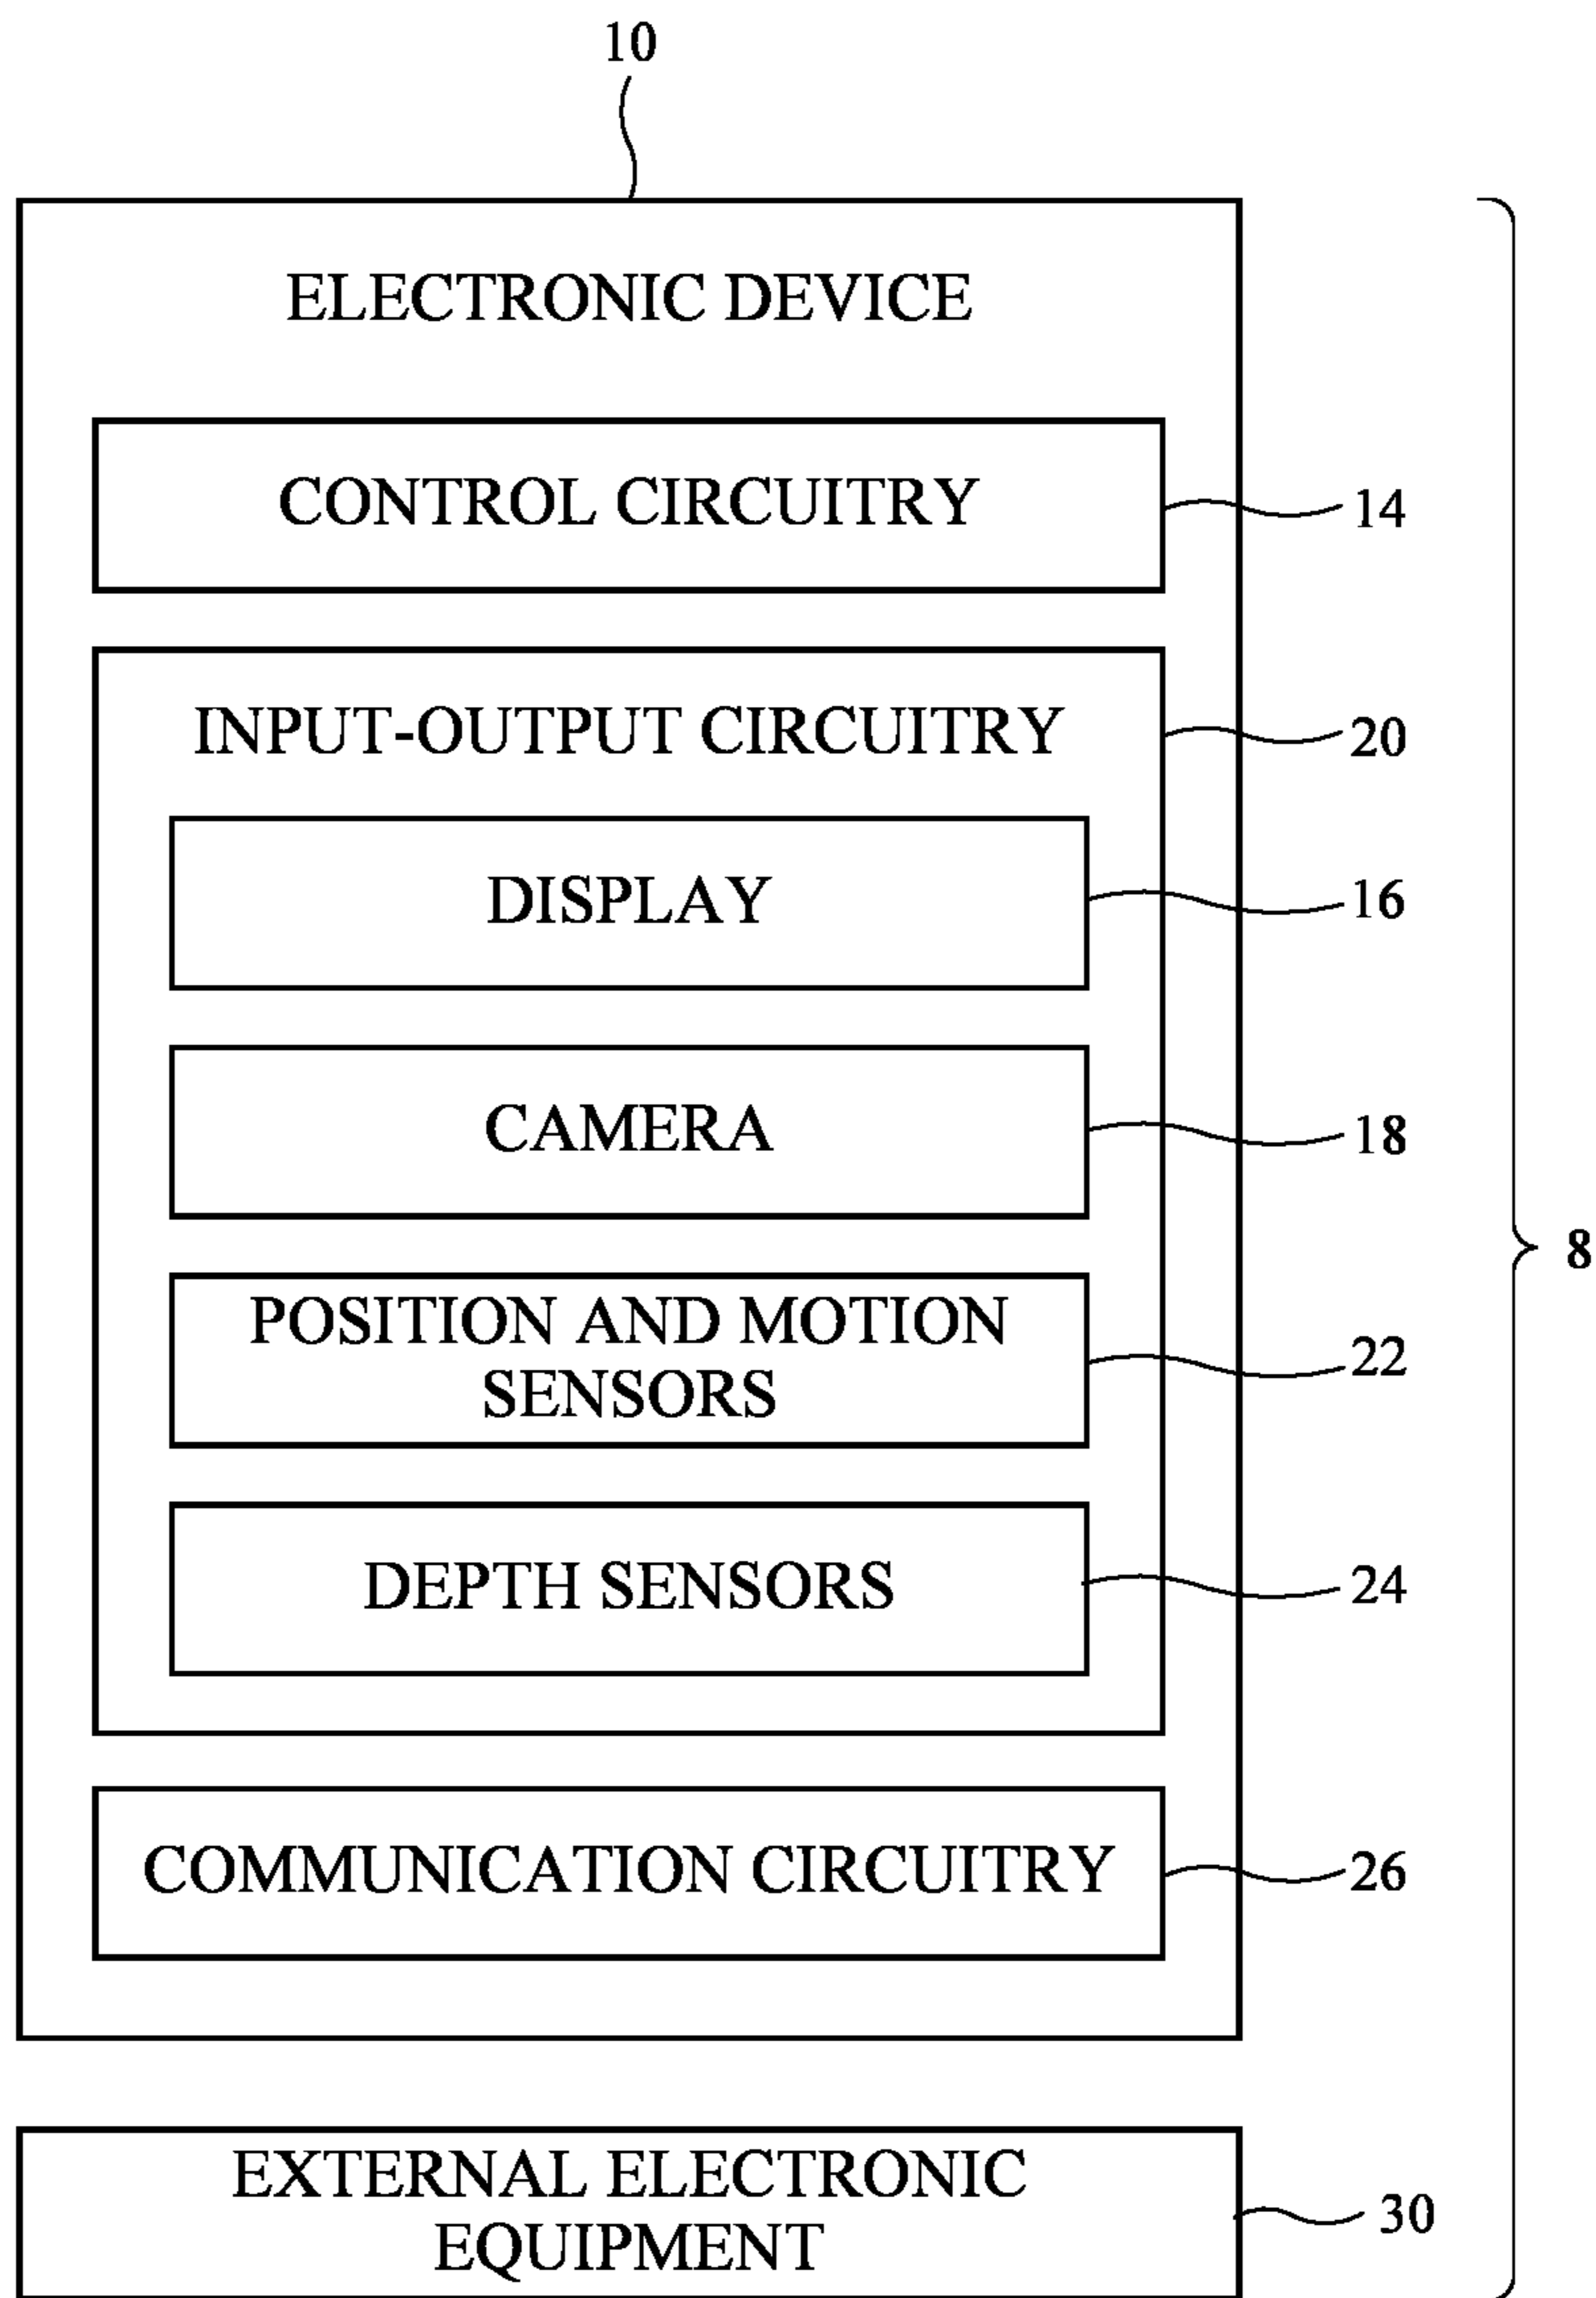 10
ELECTRONIC DEVICE
CONTROL CIRCUITRY
14
INPUT-OUTPUT CIRCUITRY
20
DISPLAY
16
CAMERA
18
8
POSITION AND MOTION
SENSORS
22
DEPTH SENSORS
24
COMMUNICATION CIRCUITRY
26
EXTERNAL ELECTRONIC
EQUIPMENT
30